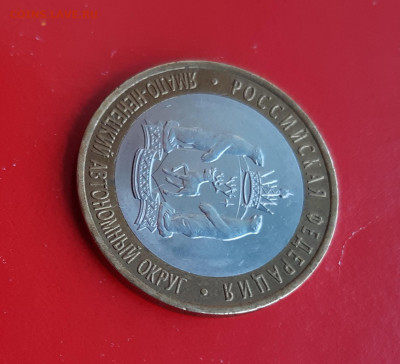 РОССИЙСКАЯ ФЕДЕРАЦИЯ
ЯМАЛО-НЕНЕЦКИЙ АВТОНОМНЫЙ ОКРУГ